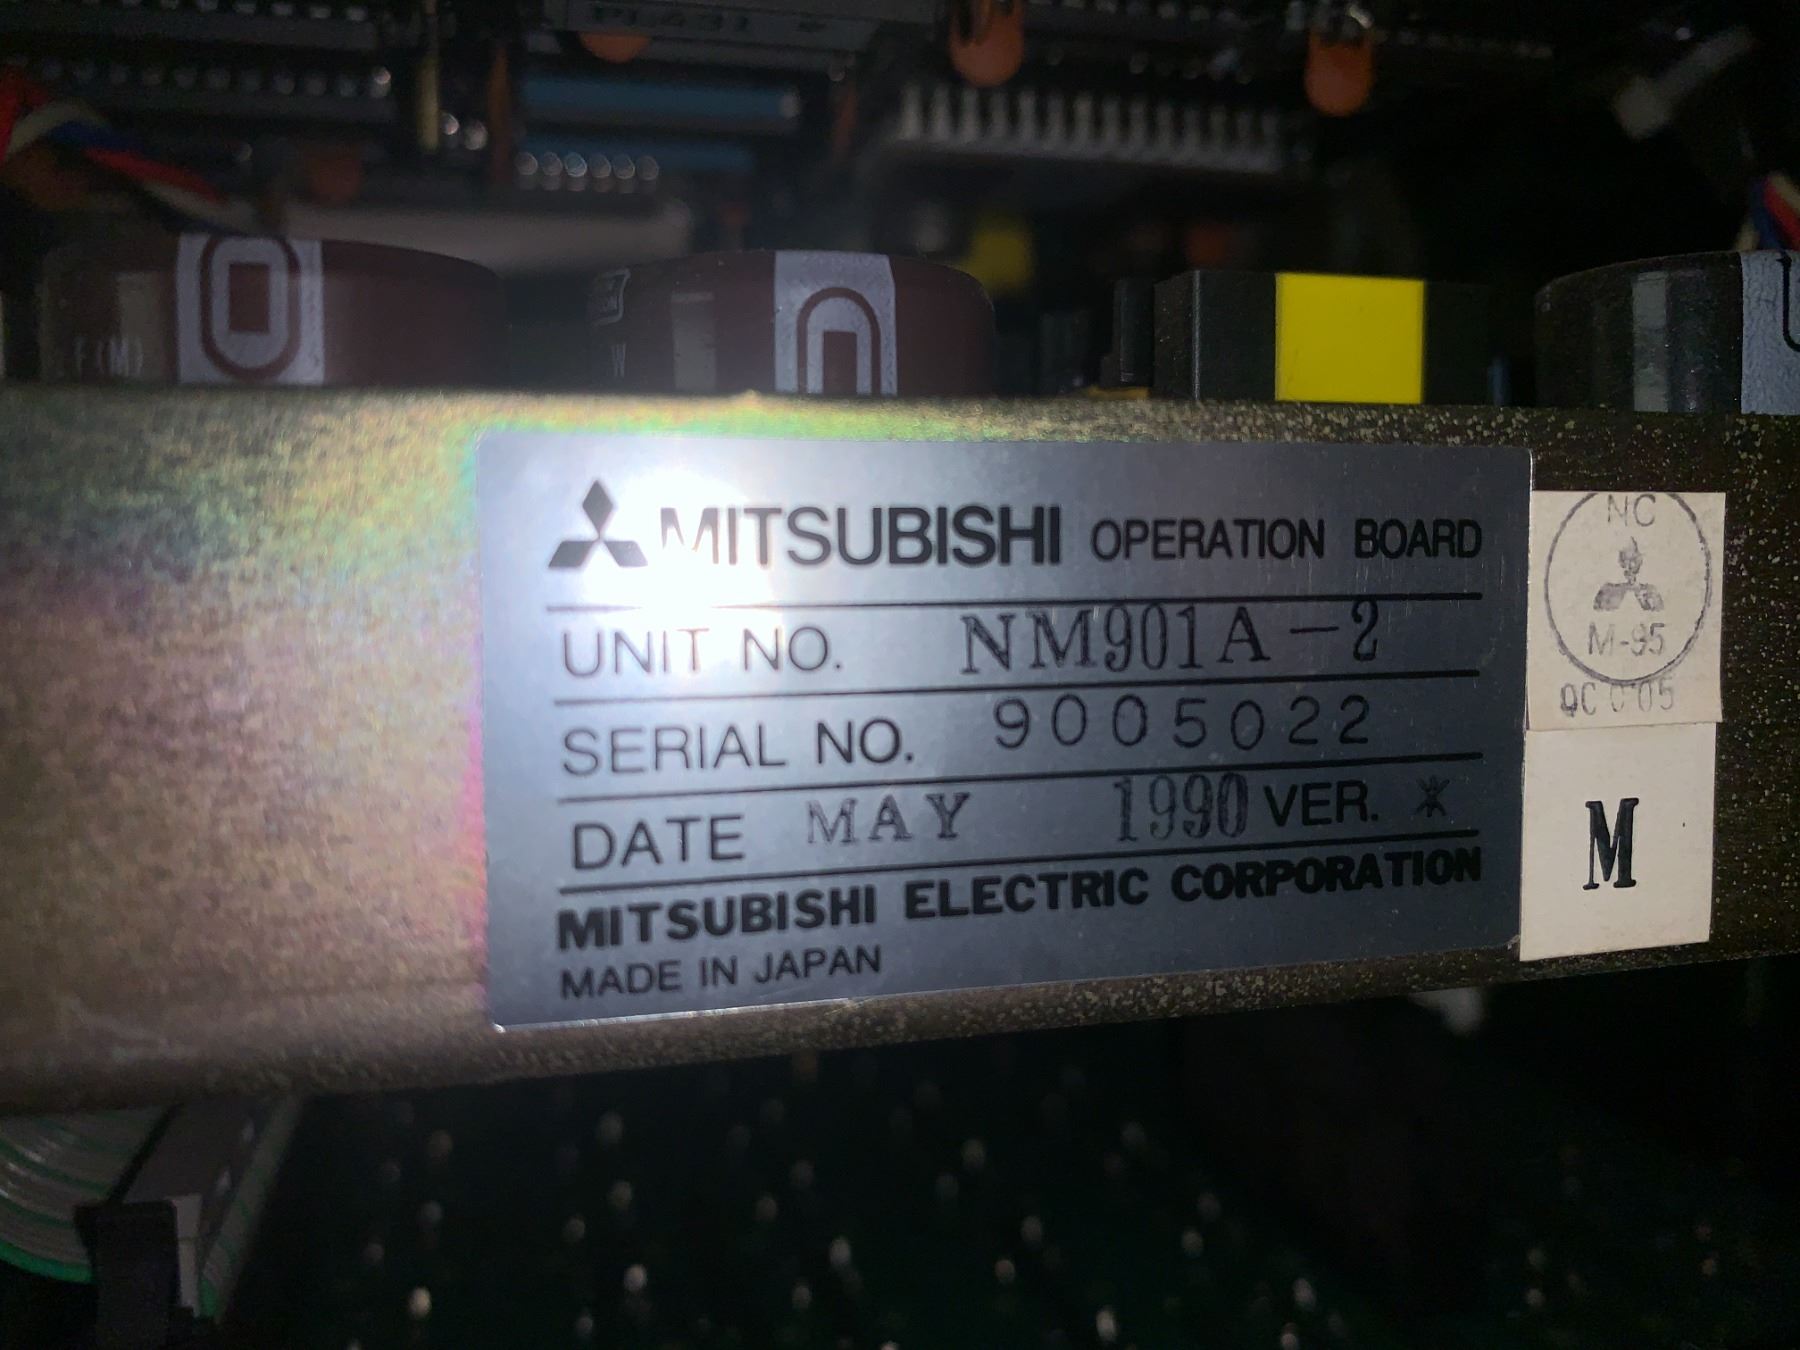 MITSUBISHI OPERATION BOARD
UNIT NO. NM901A-2
SERIAL NO. 9005022
DATE MAY 1990 VER. *
MITSUBISHI ELECTRIC CORPORATION
MADE IN JAPAN
NC
M-95
M